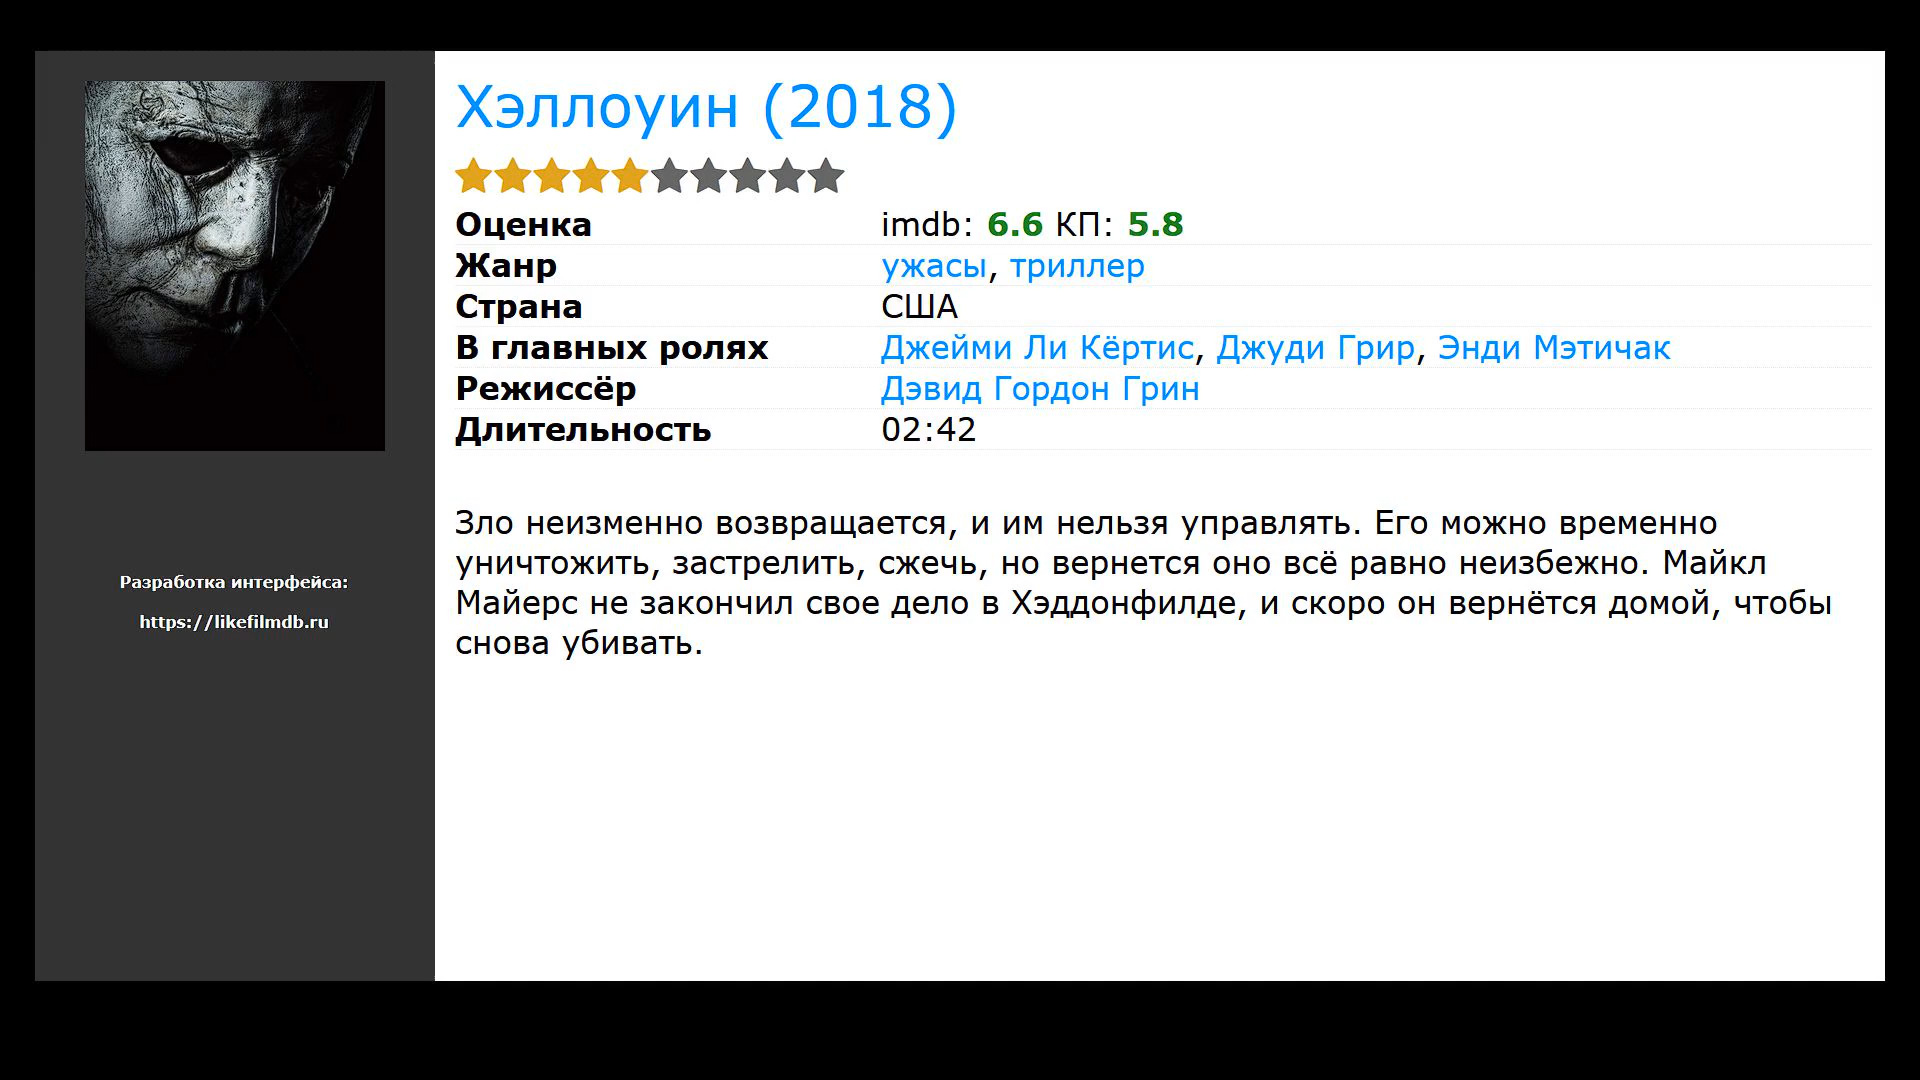 Хэллоуин (2018)
Оценка imdb: 6.6 КП: 5.8
Жанр ужасы, триллер
Страна США
В главных ролях Джейми Ли Кёртис, Джуди Грир, Энди Мэтичак
Режиссёр Дэвид Гордон Грин
Длительность 02:42
Зло неизменно возвращается, и им нельзя управлять. Его можно временно
уничтожить, застрелить, сжечь, но вернется оно всё равно неизбежно. Майкл
Майерс не закончил свое дело в Хэддонфилде, и скоро он вернётся домой, чтобы
снова убивать.
Разработка интерфейса:
https://likefilmdb.ru